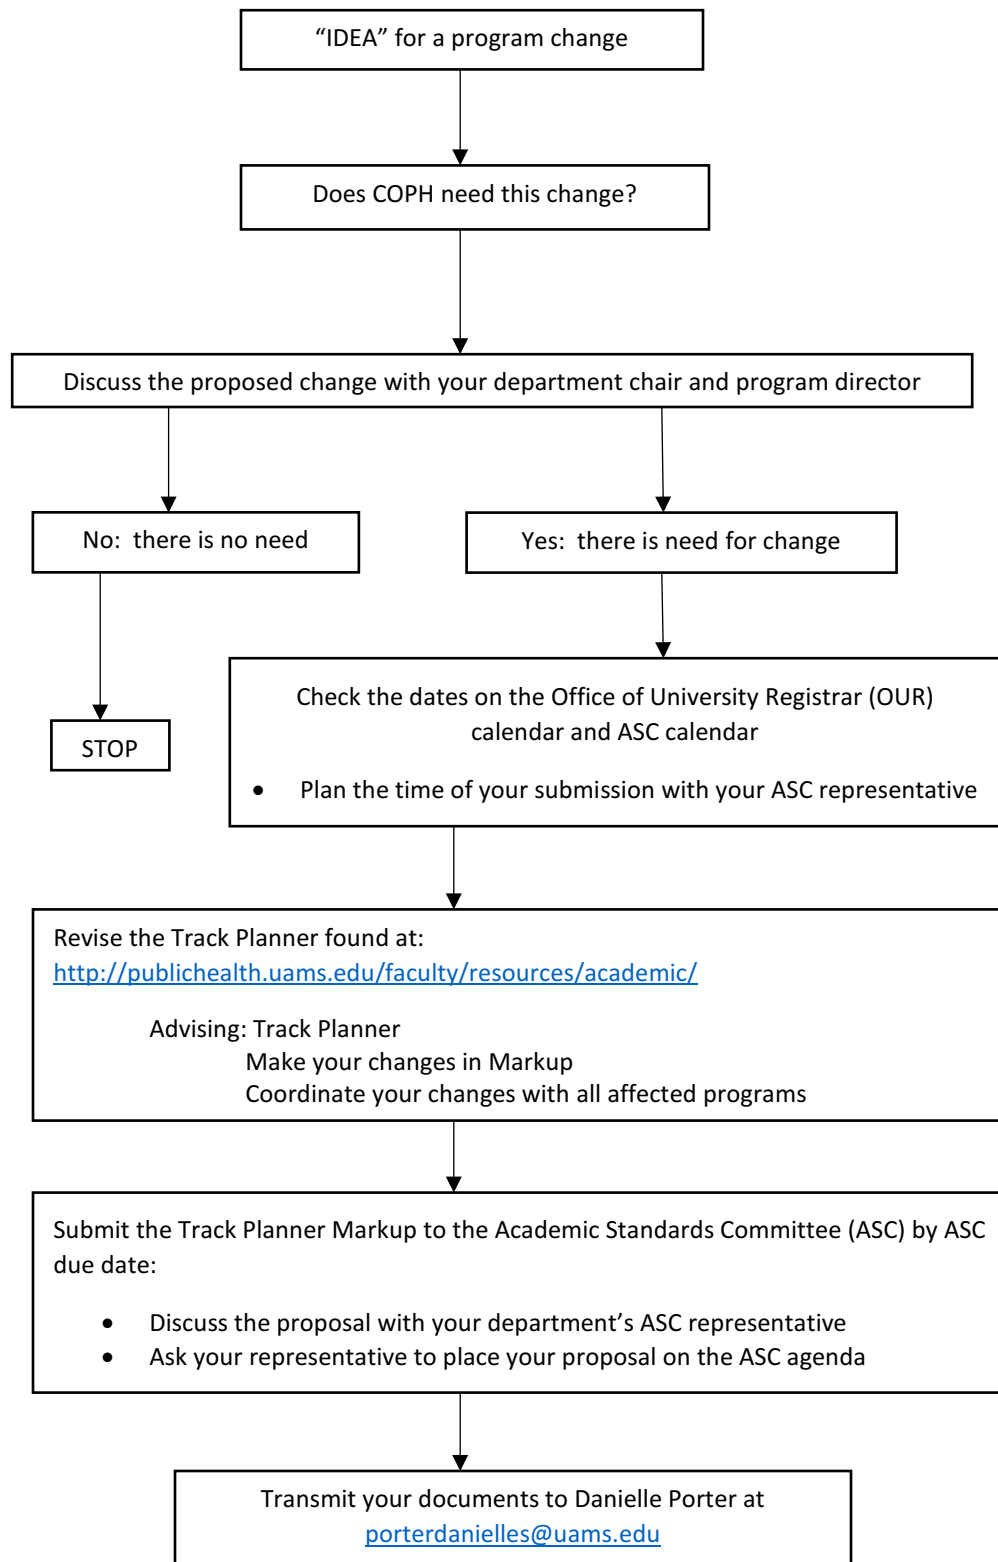 “IDEA” for a program change
Does COPH need this change?
Discuss the proposed change with your department chair and program director
No:  there is no need
Yes:  there is need for change
STOP
Check the dates on the Office of University Registrar (OUR)
calendar and ASC calendar
• Plan the time of your submission with your ASC representative
Revise the Track Planner found at:
http://publichealth.uams.edu/faculty/resources/academic/
Advising: Track Planner
Make your changes in Markup
Coordinate your changes with all affected programs
Submit the Track Planner Markup to the Academic Standards Committee (ASC) by ASC
due date:
• Discuss the proposal with your department’s ASC representative
• Ask your representative to place your proposal on the ASC agenda
Transmit your documents to Danielle Porter at
porterdanielles@uams.edu